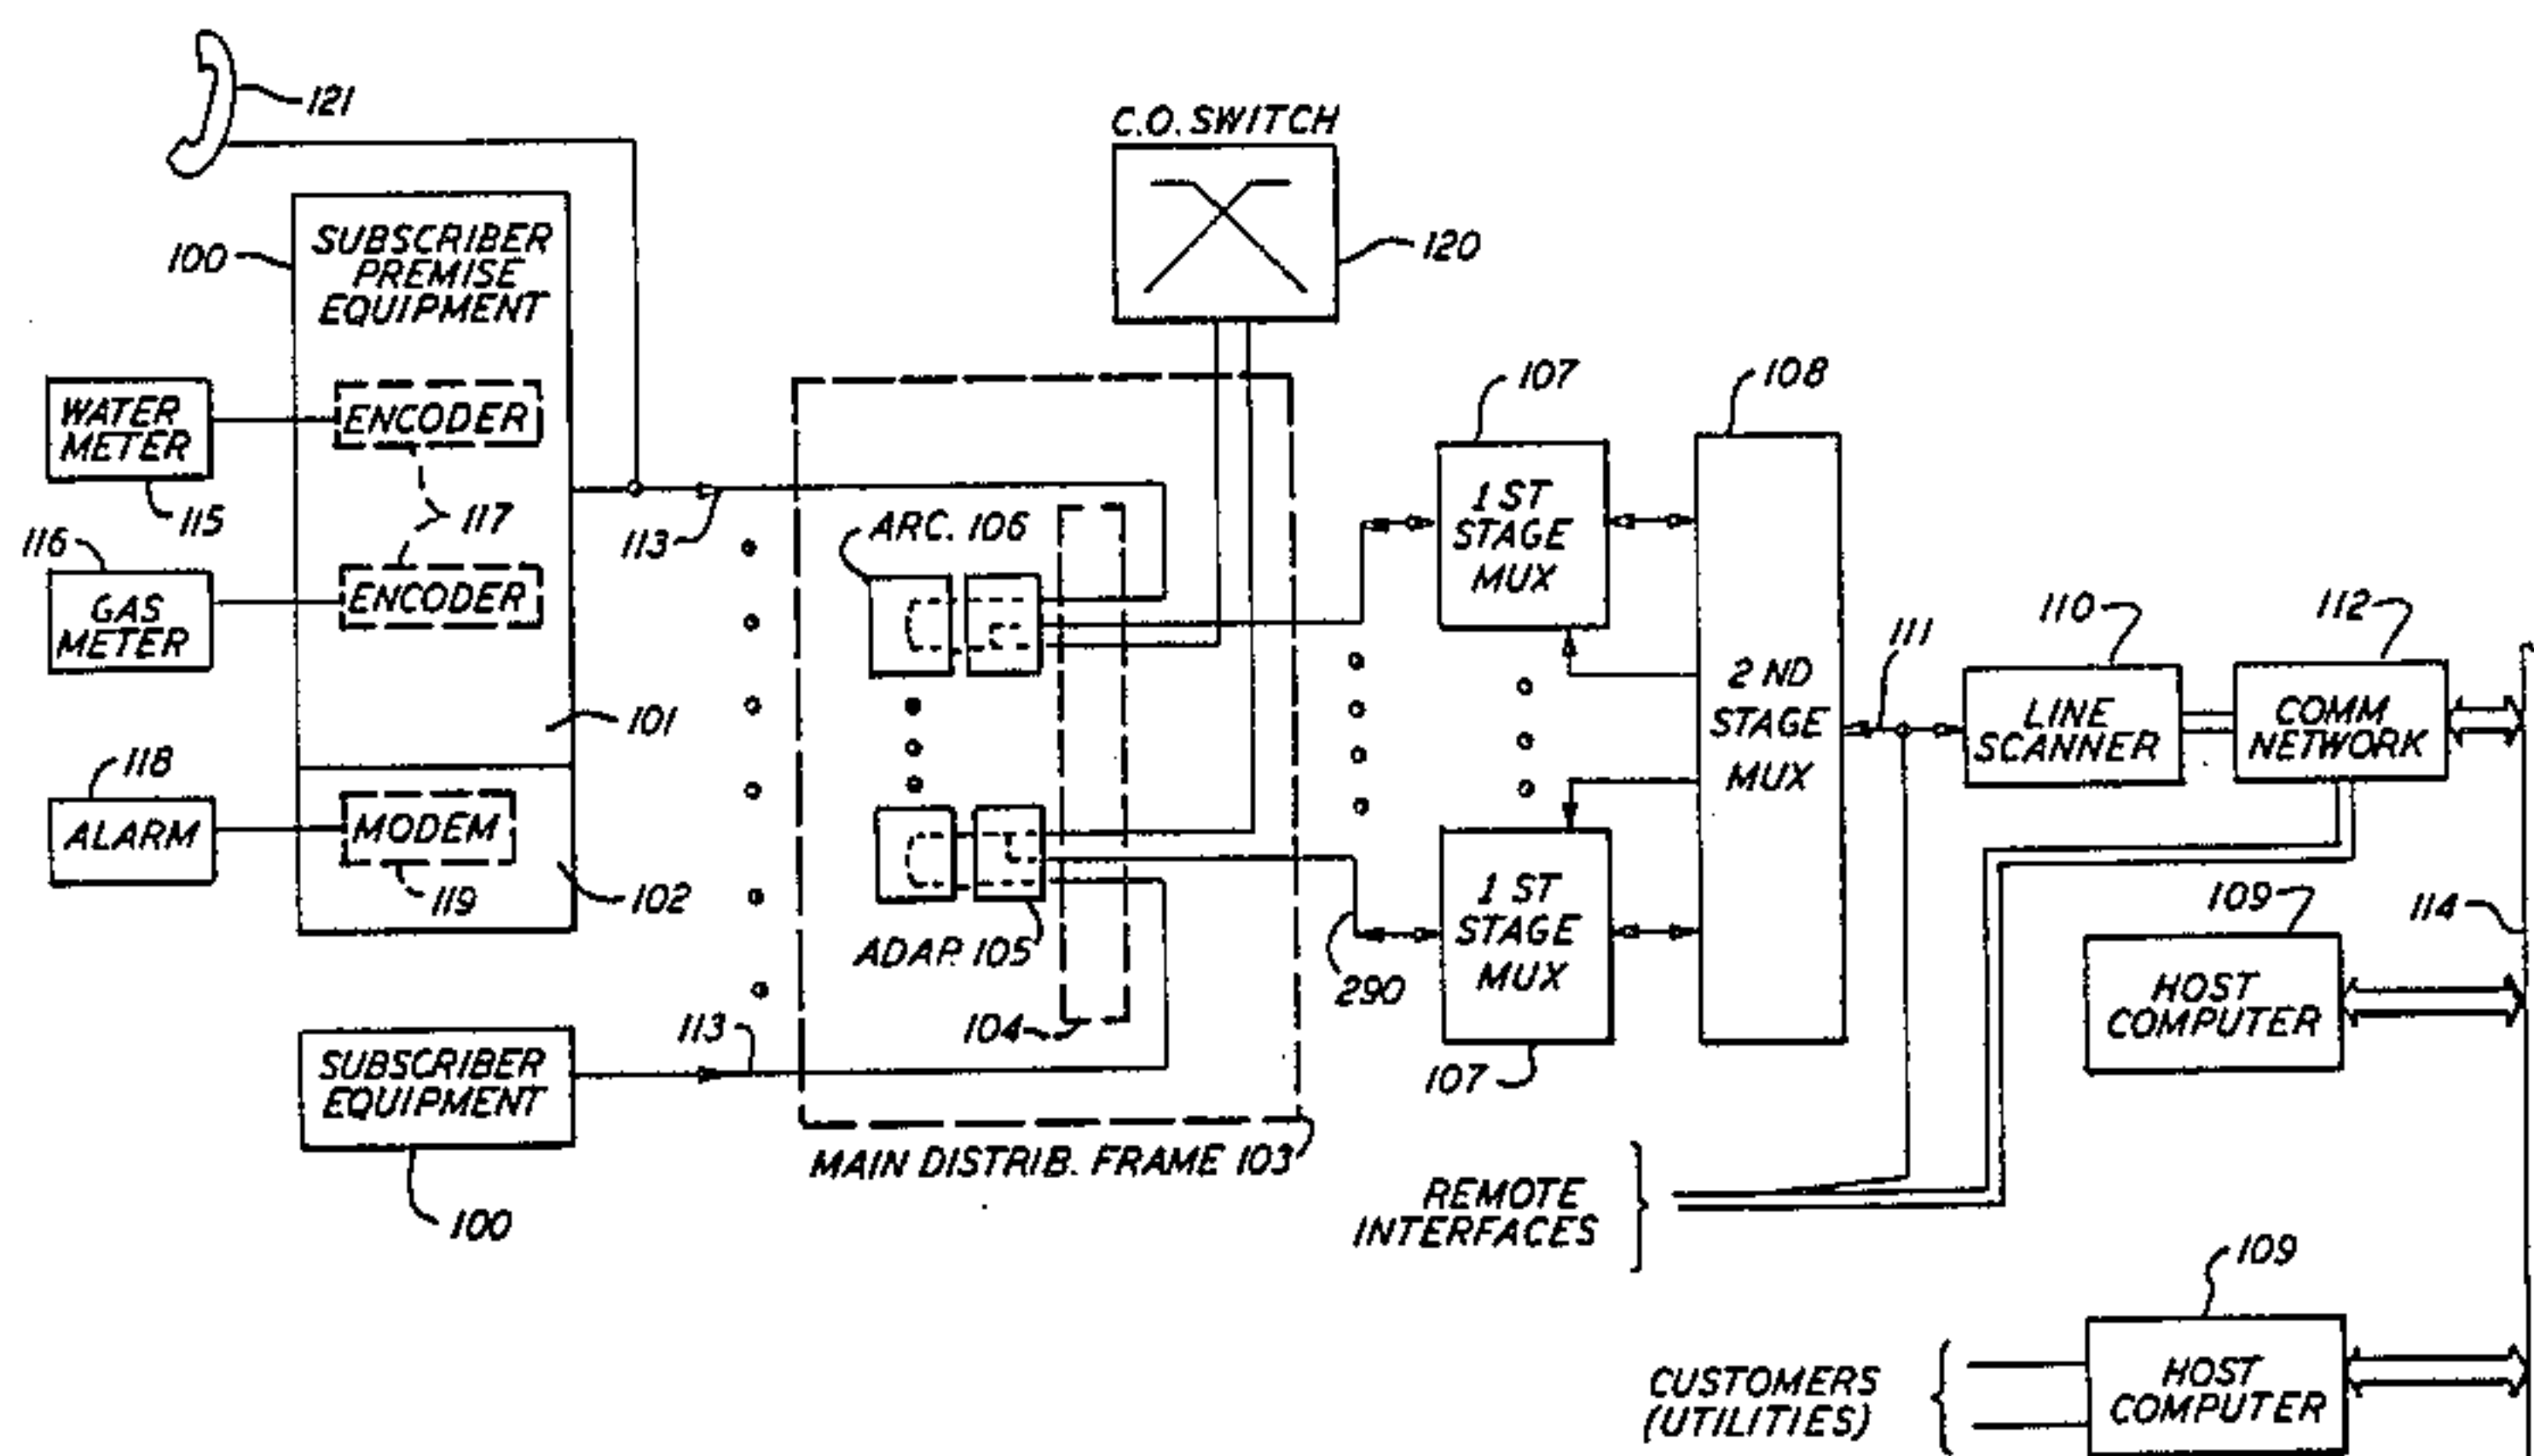 121
C.O. SWITCH
120
100
SUBSCRIBER
PREMISE
EQUIPMENT
WATER
METER
115
ENCODER
117
116
GAS
METER
ENCODER
101
118
ALARM
MODEM
119
102
113
ARC. 106
ADAP. 105
104
113
SUBSCRIBER
EQUIPMENT
100
MAIN DISTRIB. FRAME 103
107
1 ST
STAGE
MUX
108
2 ND
STAGE
MUX
290
1 ST
STAGE
MUX
107
111
110
LINE
SCANNER
112
COMM
NETWORK
109
HOST
COMPUTER
114
REMOTE
INTERFACES
109
CUSTOMERS
(UTILITIES)
HOST
COMPUTER